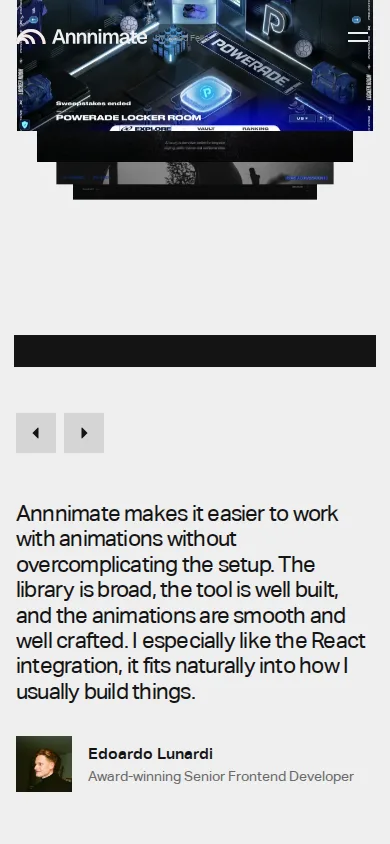 Annnimate
POWERADE
Sweepstakes ended
POWERADE LOCKER ROOM
EXPLORE
VAULT
RANKING
Annnimate makes it easier to work
with animations without
overcomplicating the setup. The
library is broad, the tool is well built,
and the animations are smooth and
well crafted. I especially like the React
integration, it fits naturally into how I
usually build things.
Edoardo Lunardi
Award-winning Senior Frontend Developer